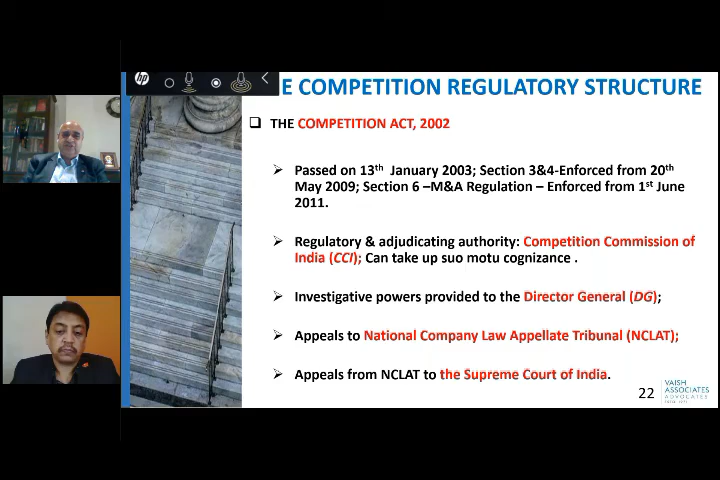 hp
E COMPETITION REGULATORY STRUCTURE
THE COMPETITION ACT, 2002
Passed on 13th January 2003; Section 3&4-Enforced from 20th
May 2009; Section 6 –M&A Regulation – Enforced from 1st June
2011.
Regulatory & adjudicating authority: Competition Commission of
India (CCI); Can take up suo motu cognizance .
Investigative powers provided to the Director General (DG);
Appeals to National Company Law Appellate Tribunal (NCLAT);
Appeals from NCLAT to the Supreme Court of India.
22
VAISH
ASSOCIATES
ADVOCATES